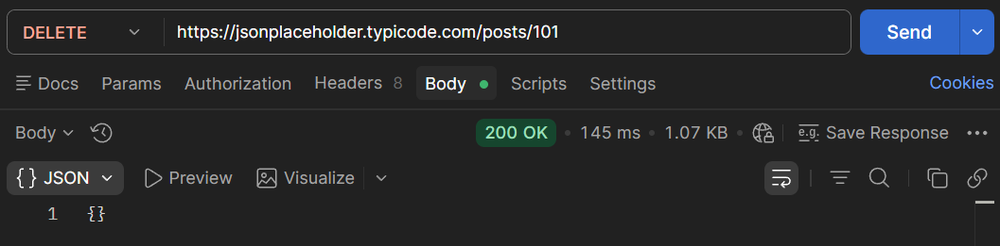 DELETE https://jsonplaceholder.typicode.com/posts/101 Send
Docs Params Authorization Headers 8 Body Scripts Settings Cookies
Body 200 OK • 145 ms • 1.07 KB e.g. Save Response
{} JSON Preview Visualize
1 {}